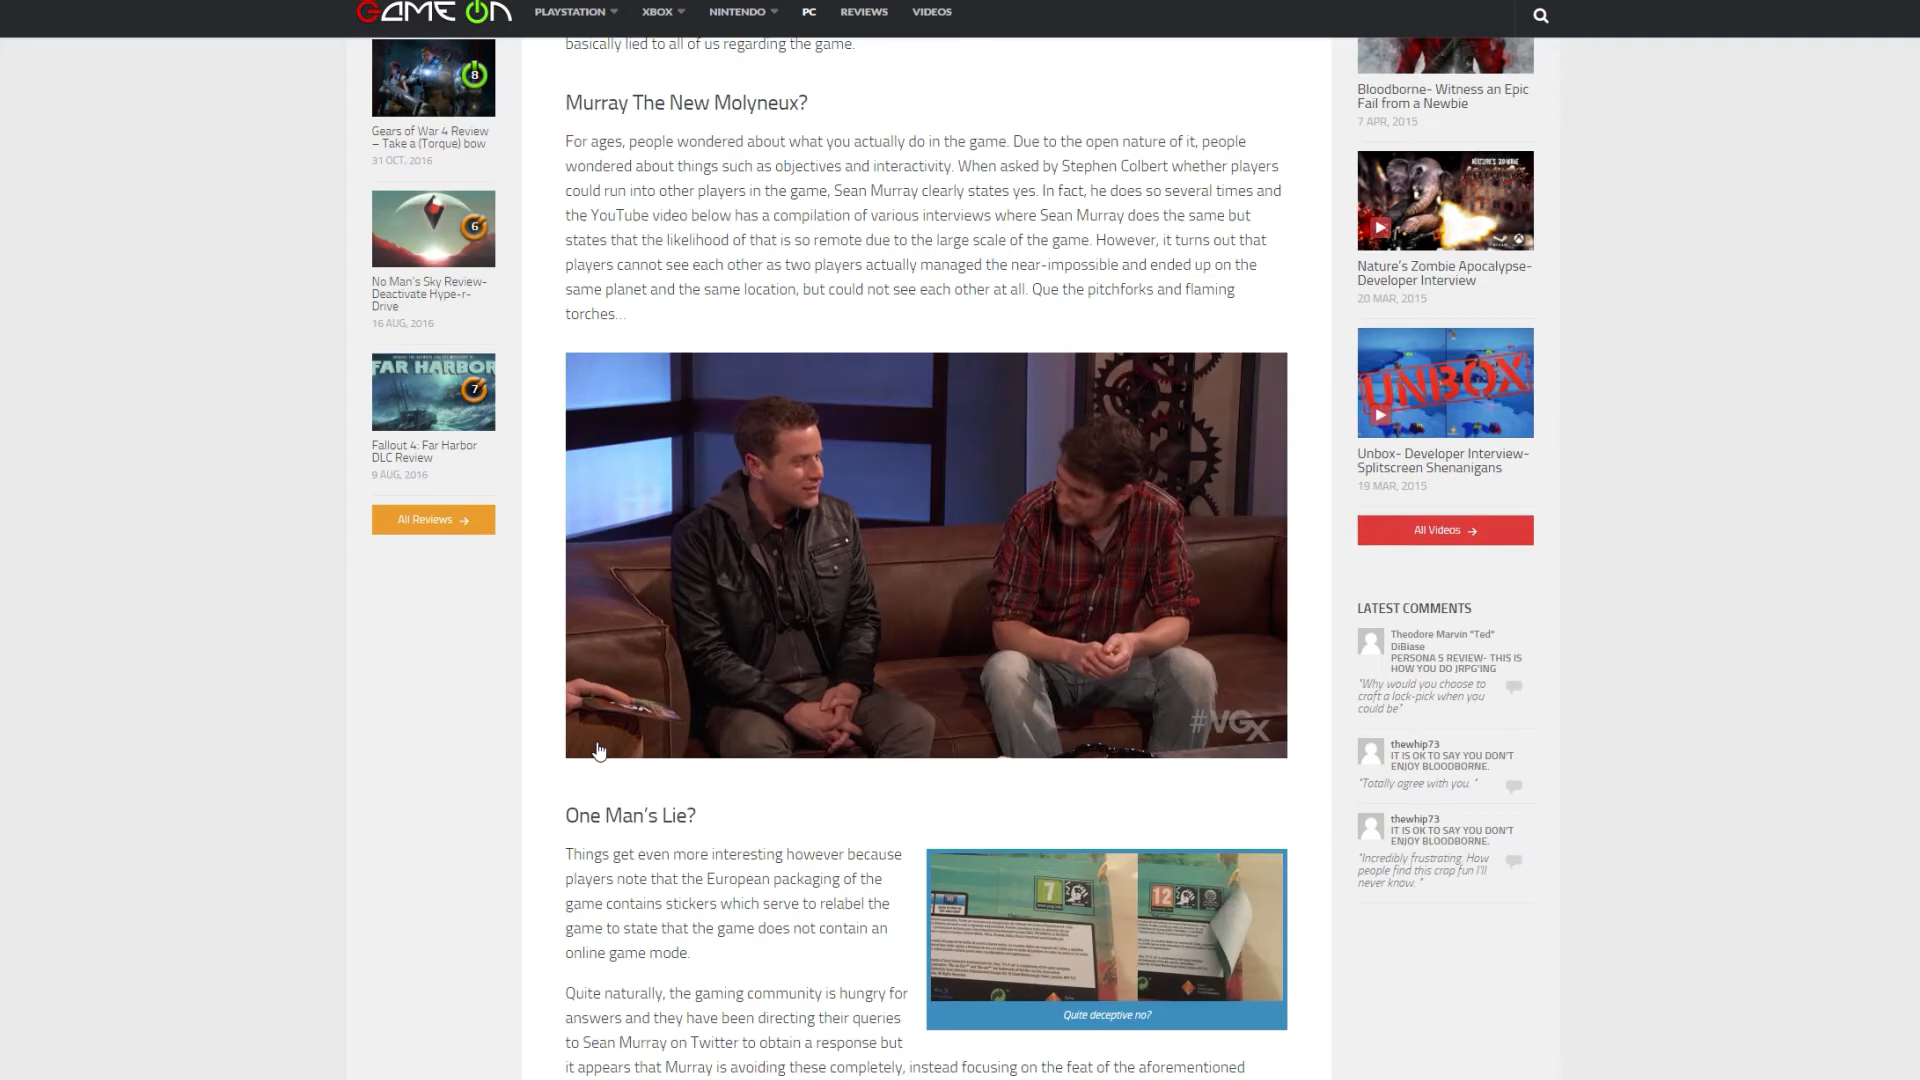 GAME ON
PLAYSTATION
XBOX
NINTENDO
PC
REVIEWS
VIDEOS
8
Gears of War 4 Review
– Take a (Torque) bow
31 OCT, 2016
6
No Man's Sky Review-
Deactivate Hype-r-
Drive
16 AUG, 2016
FAR HARBOR
7
Fallout 4: Far Harbor
DLC Review
9 AUG, 2016
All Reviews →
basically lied to all of us regarding the game.
Murray The New Molyneux?
For ages, people wondered about what you actually do in the game. Due to the open nature of it, people
wondered about things such as objectives and interactivity. When asked by Stephen Colbert whether players
could run into other players in the game, Sean Murray clearly states yes. In fact, he does so several times and
the YouTube video below has a compilation of various interviews where Sean Murray does the same but
states that the likelihood of that is so remote due to the large scale of the game. However, it turns out that
players cannot see each other as two players actually managed the near-impossible and ended up on the
same planet and the same location, but could not see each other at all. Que the pitchforks and flaming
torches…
#VGX
One Man's Lie?
Things get even more interesting however because
players note that the European packaging of the
game contains stickers which serve to relabel the
game to state that the game does not contain an
online game mode.
7
12
Quite deceptive no?
Quite naturally, the gaming community is hungry for
answers and they have been directing their queries
to Sean Murray on Twitter to obtain a response but
it appears that Murray is avoiding these completely, instead focusing on the feat of the aforementioned
Bloodborne- Witness an Epic
Fail from a Newbie
7 APR, 2015
NATURE'S ZOMBIE
Nature's Zombie Apocalypse-
Developer Interview
20 MAR, 2015
UNBOX
Unbox- Developer Interview-
Splitscreen Shenanigans
19 MAR, 2015
All Videos →
LATEST COMMENTS
Theodore Marvin "Ted"
DiBiase
PERSONA 5 REVIEW- THIS IS
HOW YOU DO JRPG'ING
"Why would you choose to
craft a lock-pick when you
could be"
thewhip73
IT IS OK TO SAY YOU DON'T
ENJOY BLOODBORNE.
"Totally agree with you. "
thewhip73
IT IS OK TO SAY YOU DON'T
ENJOY BLOODBORNE.
"Incredibly frustrating. How
people find this crap fun I'll
never know. "